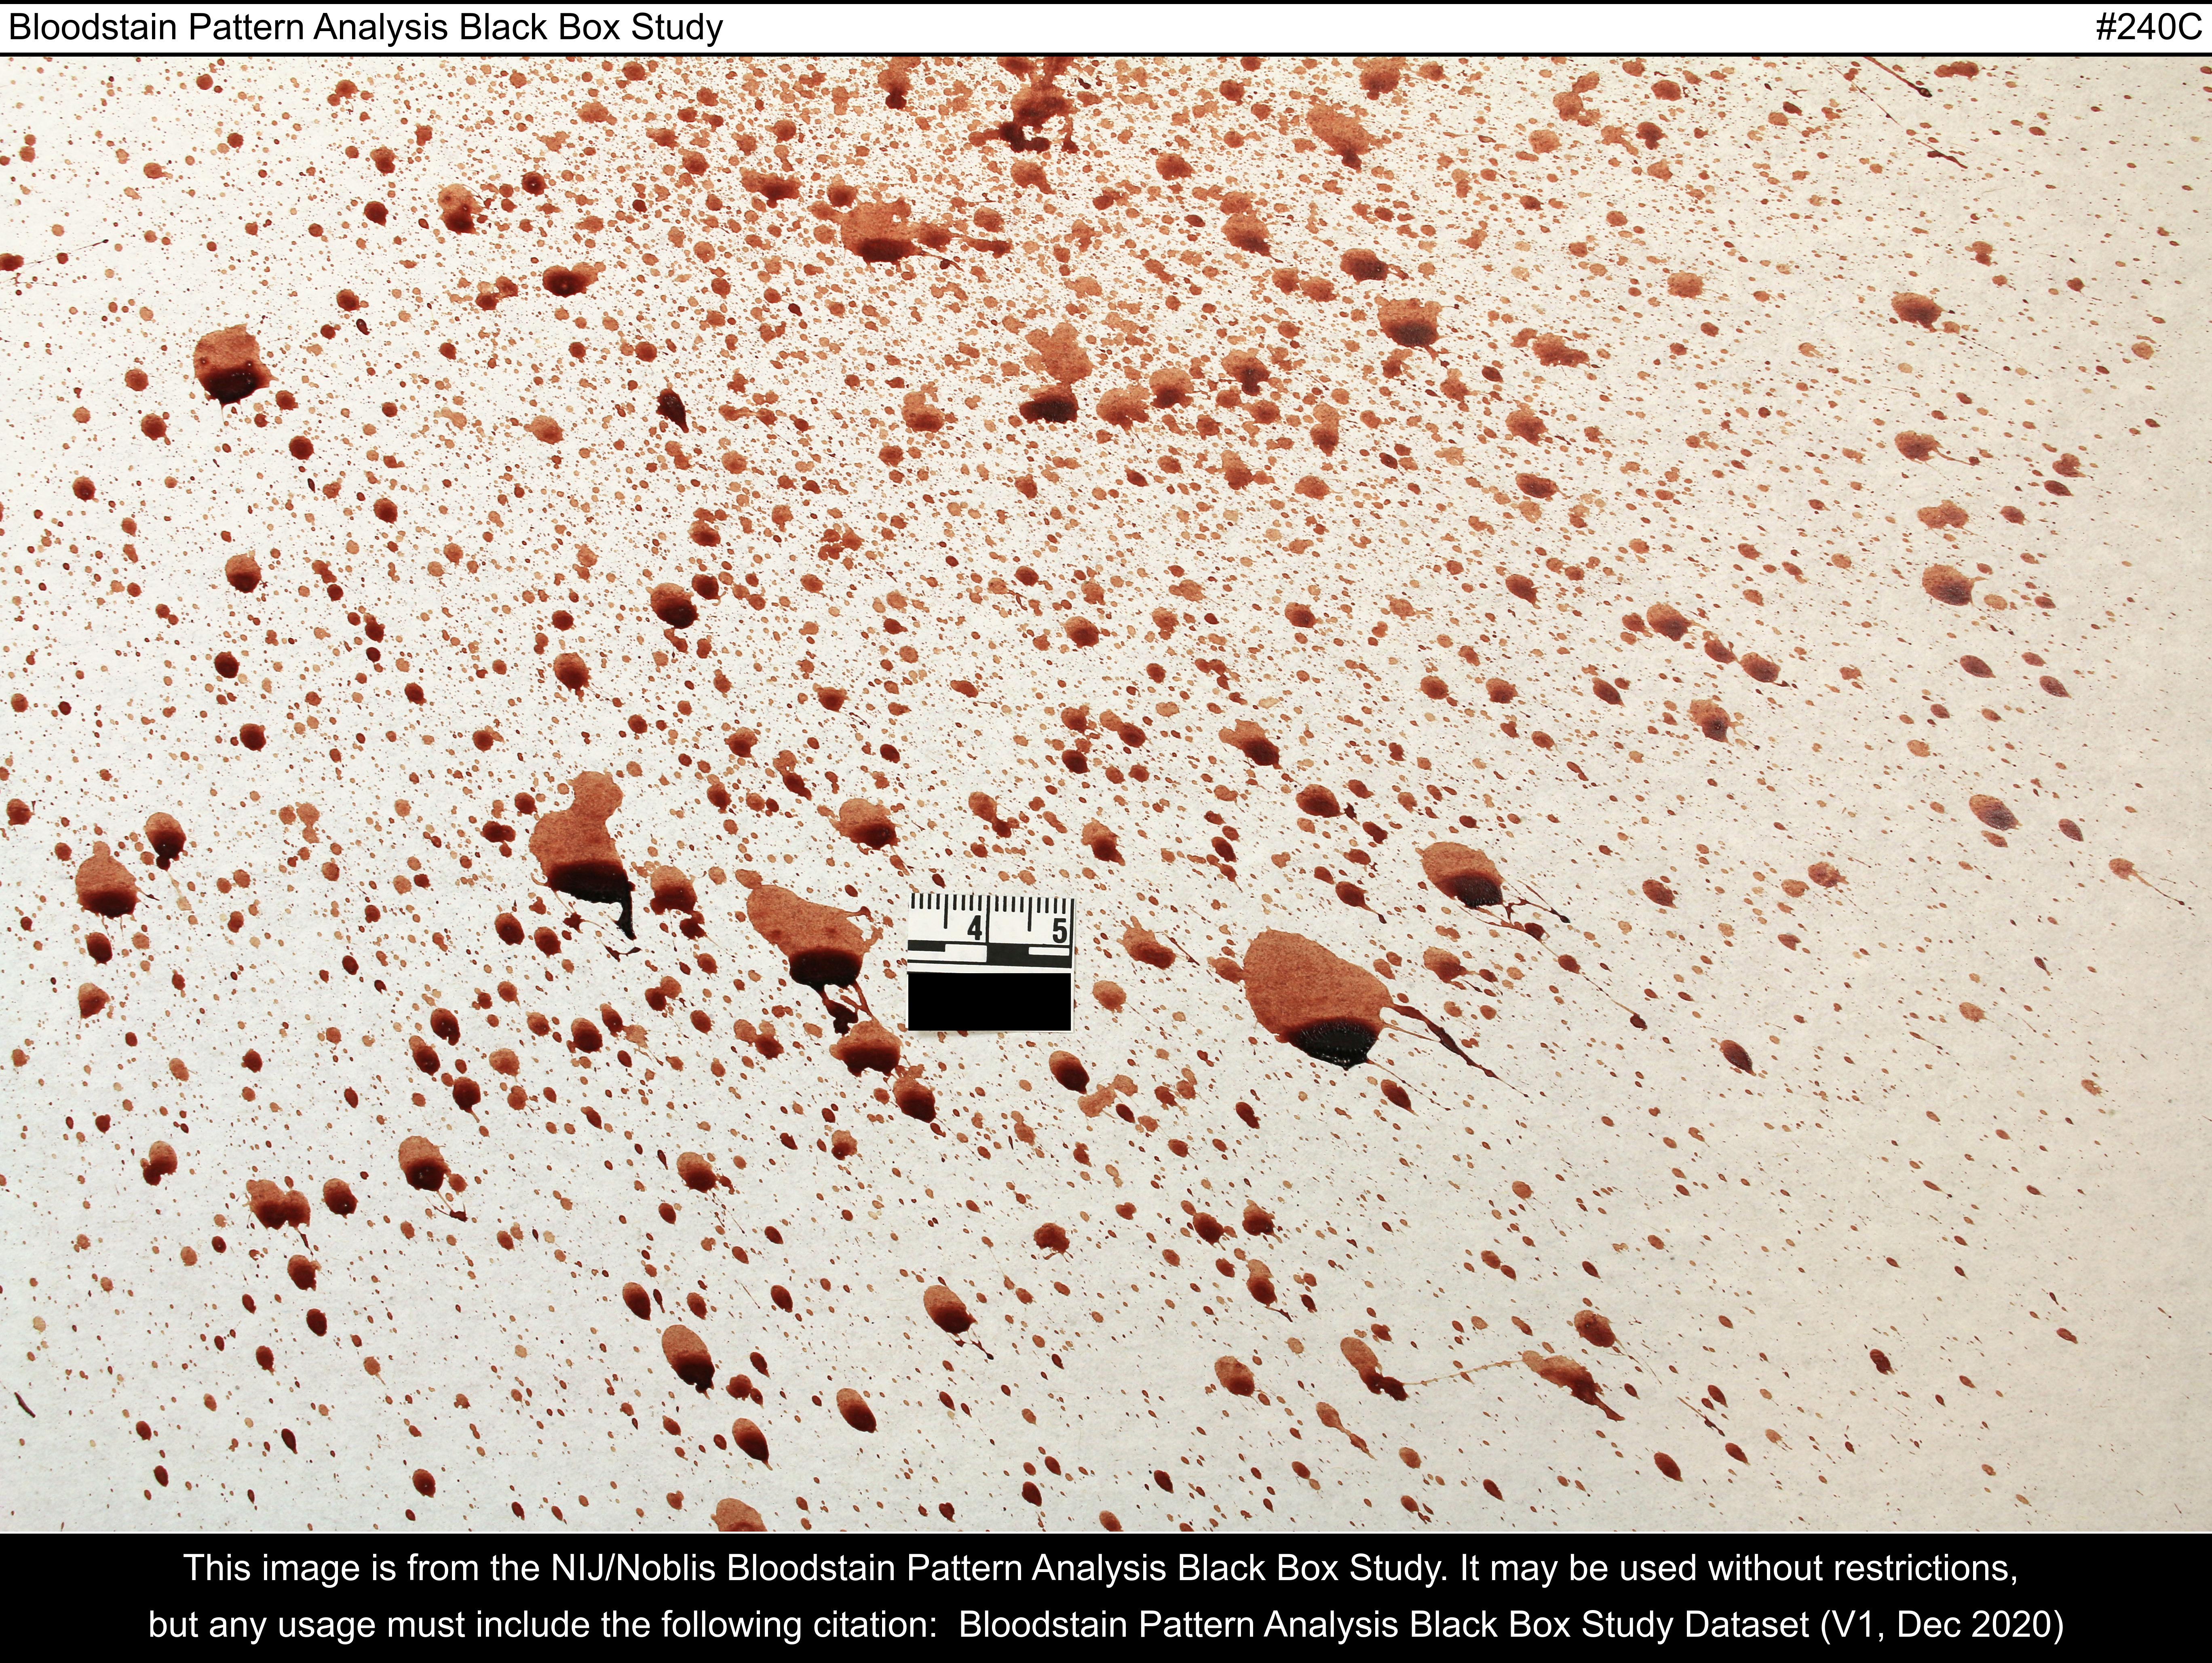 Bloodstain Pattern Analysis Black Box Study #240C
4 5
This image is from the NIJ/Noblis Bloodstain Pattern Analysis Black Box Study. It may be used without restrictions,
but any usage must include the following citation: Bloodstain Pattern Analysis Black Box Study Dataset (V1, Dec 2020)